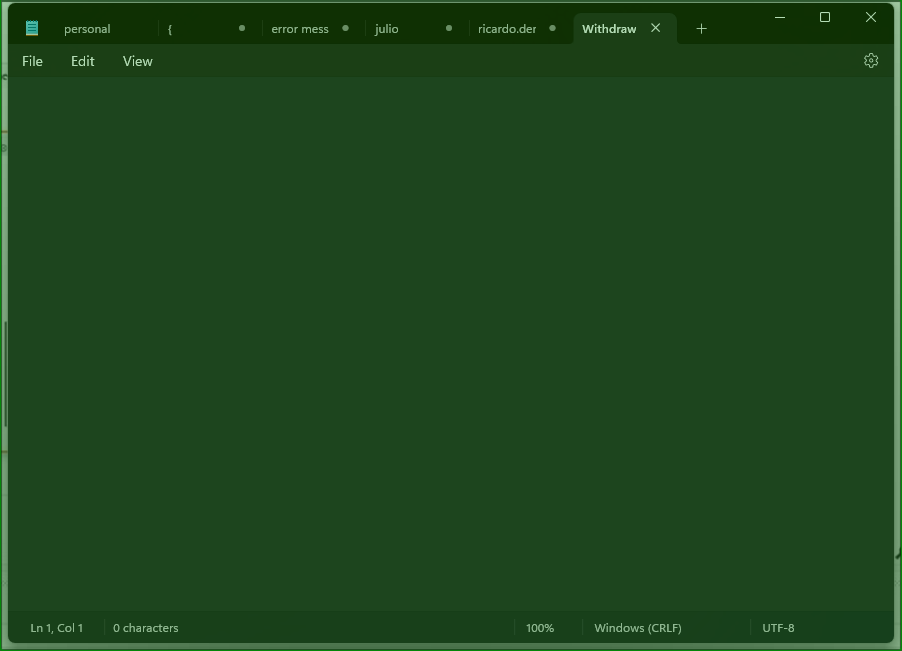 personal { error mess julio ricardo.der Withdraw
File Edit View
Ln 1, Col 1 0 characters 100% Windows (CRLF) UTF-8